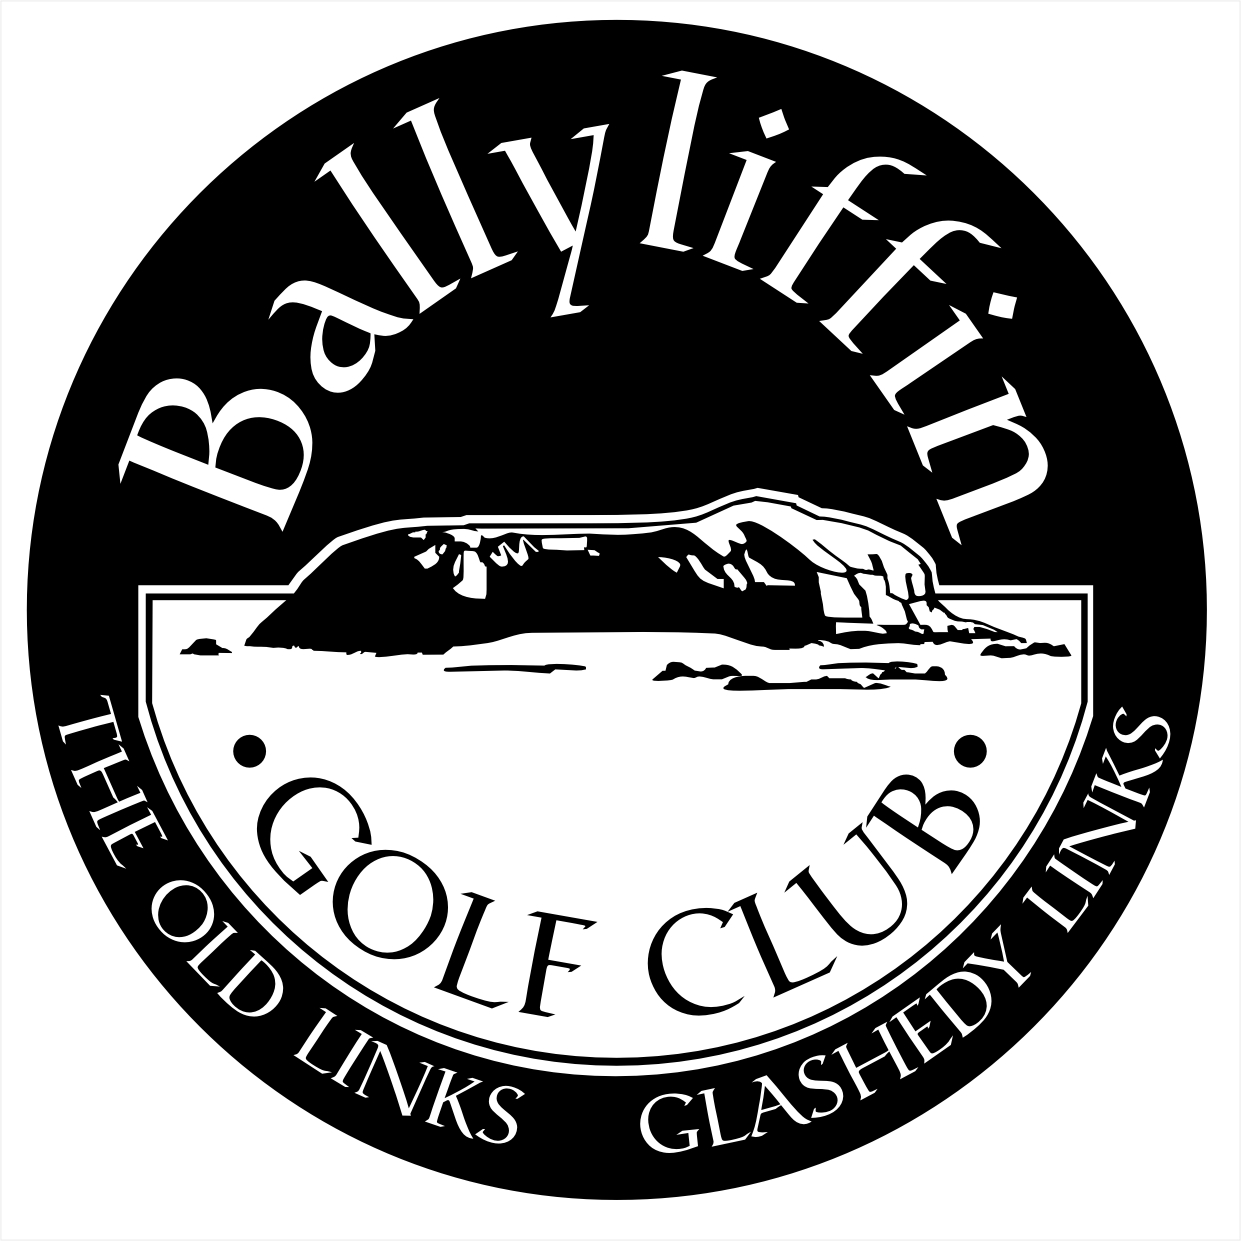 Ballyliffin
GOLF CLUB
THE OLD LINKS
GLASHEDY LINKS